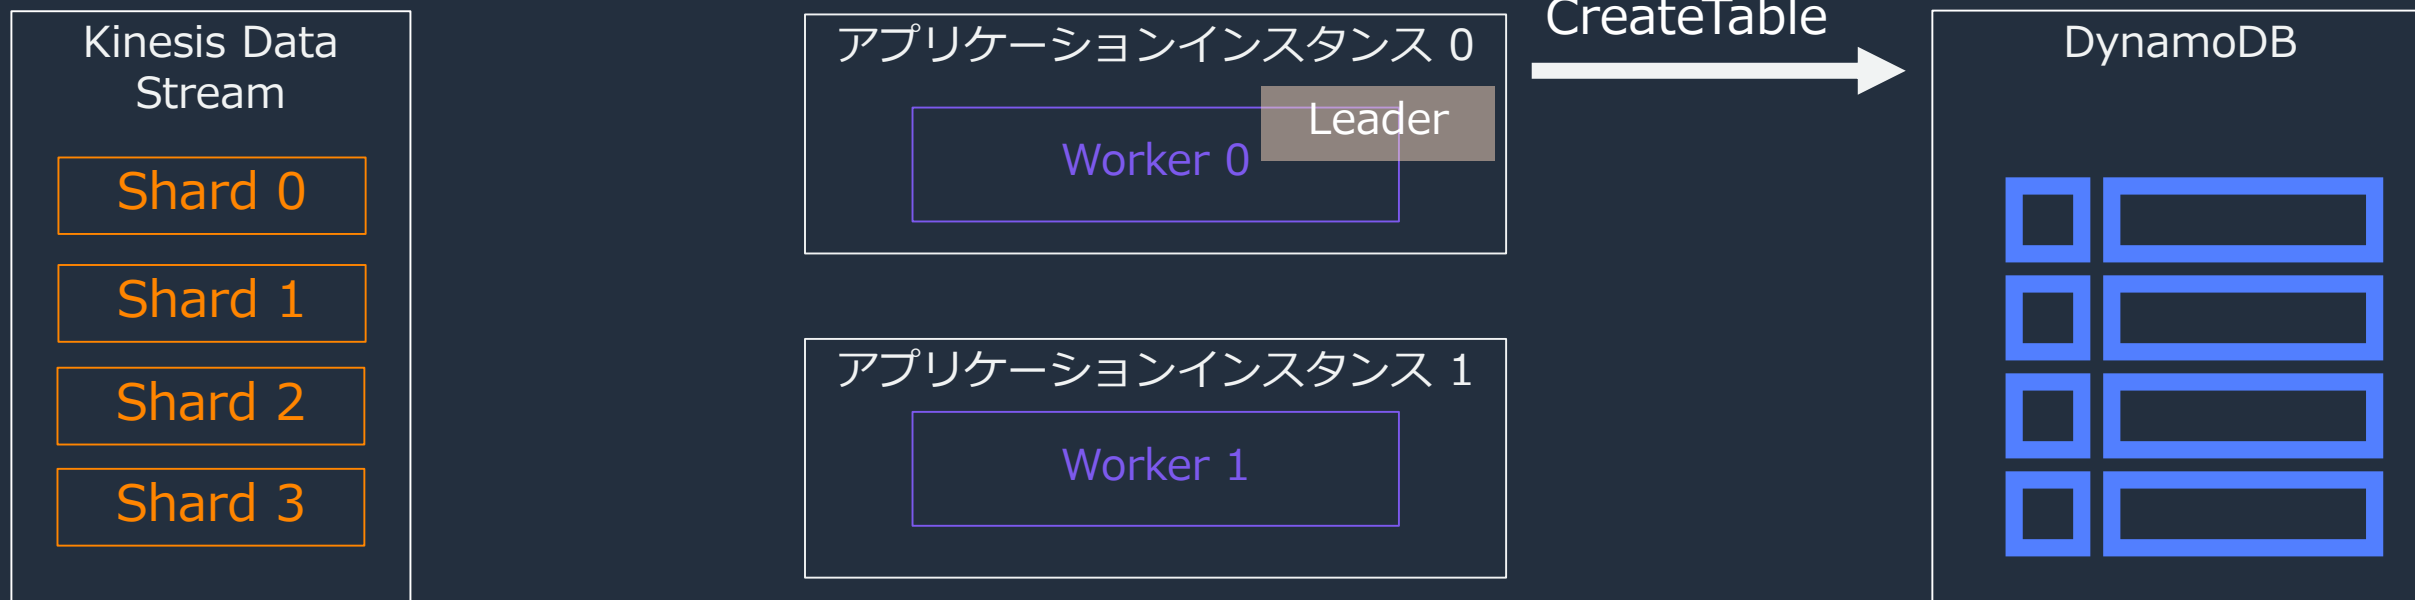 Kinesis Data
Stream
Shard 0
Shard 1
Shard 2
Shard 3
アプリケーションインスタンス 0
Leader
Worker 0
アプリケーションインスタンス 1
Worker 1
CreateTable
DynamoDB